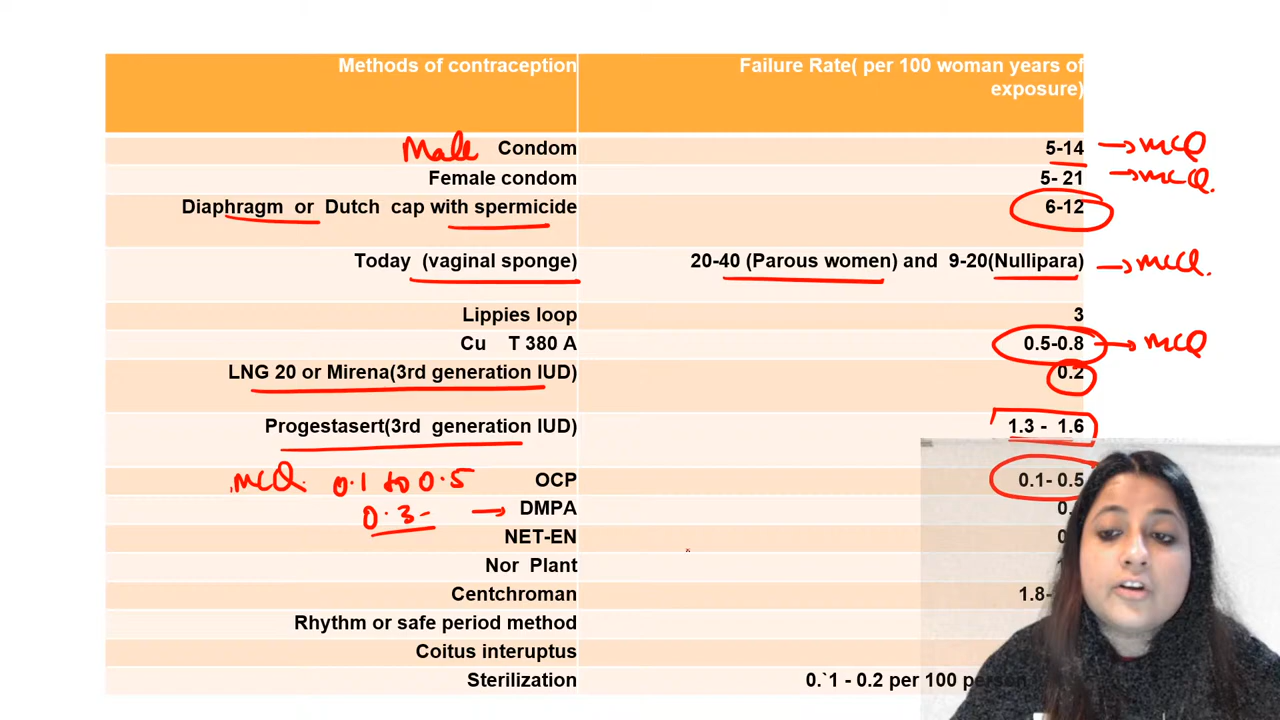 Methods of contraception Failure Rate( per 100 woman years of
exposure)
Male Condom 5-14 → MCQ
Female condom 5- 21 → MCQ.
Diaphragm or Dutch cap with spermicide 6-12
Today (vaginal sponge) 20-40 (Parous women) and 9-20(Nullipara) → MCQ.
Lippies loop 3
Cu T 380 A 0.5-0.8 → MCQ
LNG 20 or Mirena(3rd generation IUD) 0.2
Progestasert(3rd generation IUD) 1.3 - 1.6
MCQ. 0.1 to 0.5 OCP 0.1- 0.5
0.3- → DMPA
NET-EN
Nor Plant
Centchroman 1.8-
Rhythm or safe period method
Coitus interuptus
Sterilization 0.`1 - 0.2 per 100 person